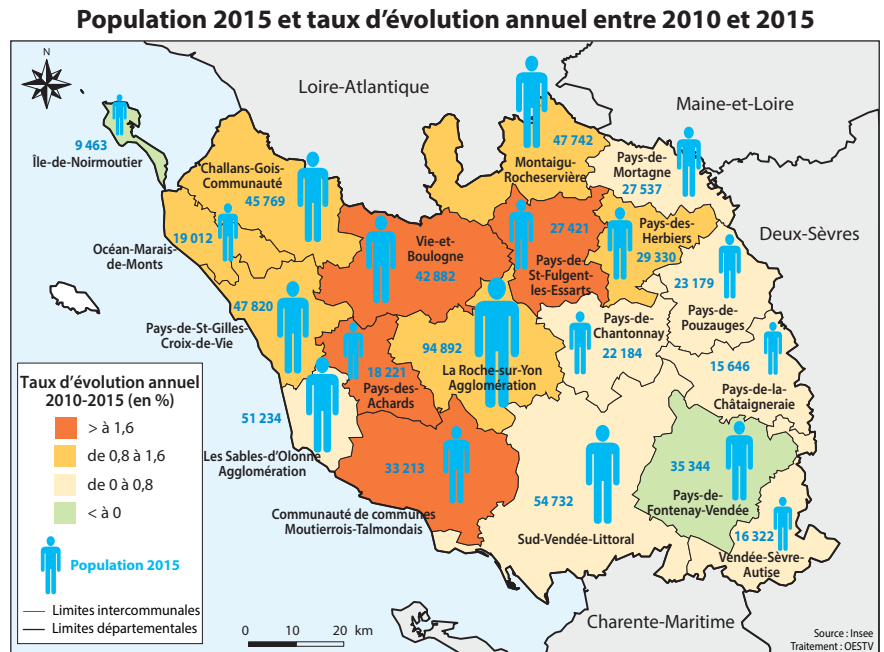 Population 2015 et taux d'évolution annuel entre 2010 et 2015
N
Loire-Atlantique
Maine-et-Loire
Deux-Sèvres
Charente-Maritime
9 463
Île-de-Noirmoutier
Challans-Gois-
Communauté
45 769
19 012
Océan-Marais-
de-Monts
47 820
Pays-de-St-Gilles-
Croix-de-Vie
Vie-et-
Boulogne
42 882
47 742
Montaigu-
Rocheservière
Pays-de-
Mortagne
27 537
27 421
Pays-de-
St-Fulgent-
les-Essarts
Pays-des-
Herbiers
29 330
23 179
Pays-de-
Pouzauges
Pays-de-
Chantonnay
22 184
15 646
Pays-de-la-
Châtaigneraie
94 892
La Roche-sur-Yon
Agglomération
18 221
Pays-des-
Achards
51 234
Les Sables-d'Olonne
Agglomération
33 213
Communauté de communes
Moutierrois-Talmondais
54 732
Sud-Vendée-Littoral
35 344
Pays-de-
Fontenay-Vendée
16 322
Vendée-Sèvre-
Autise
Taux d'évolution annuel
2010-2015 (en %)
> à 1,6
de 0,8 à 1,6
de 0 à 0,8
< à 0
Population 2015
Limites intercommunales
Limites départementales
0 10 20 km
Source : Insee
Traitement : OESTV